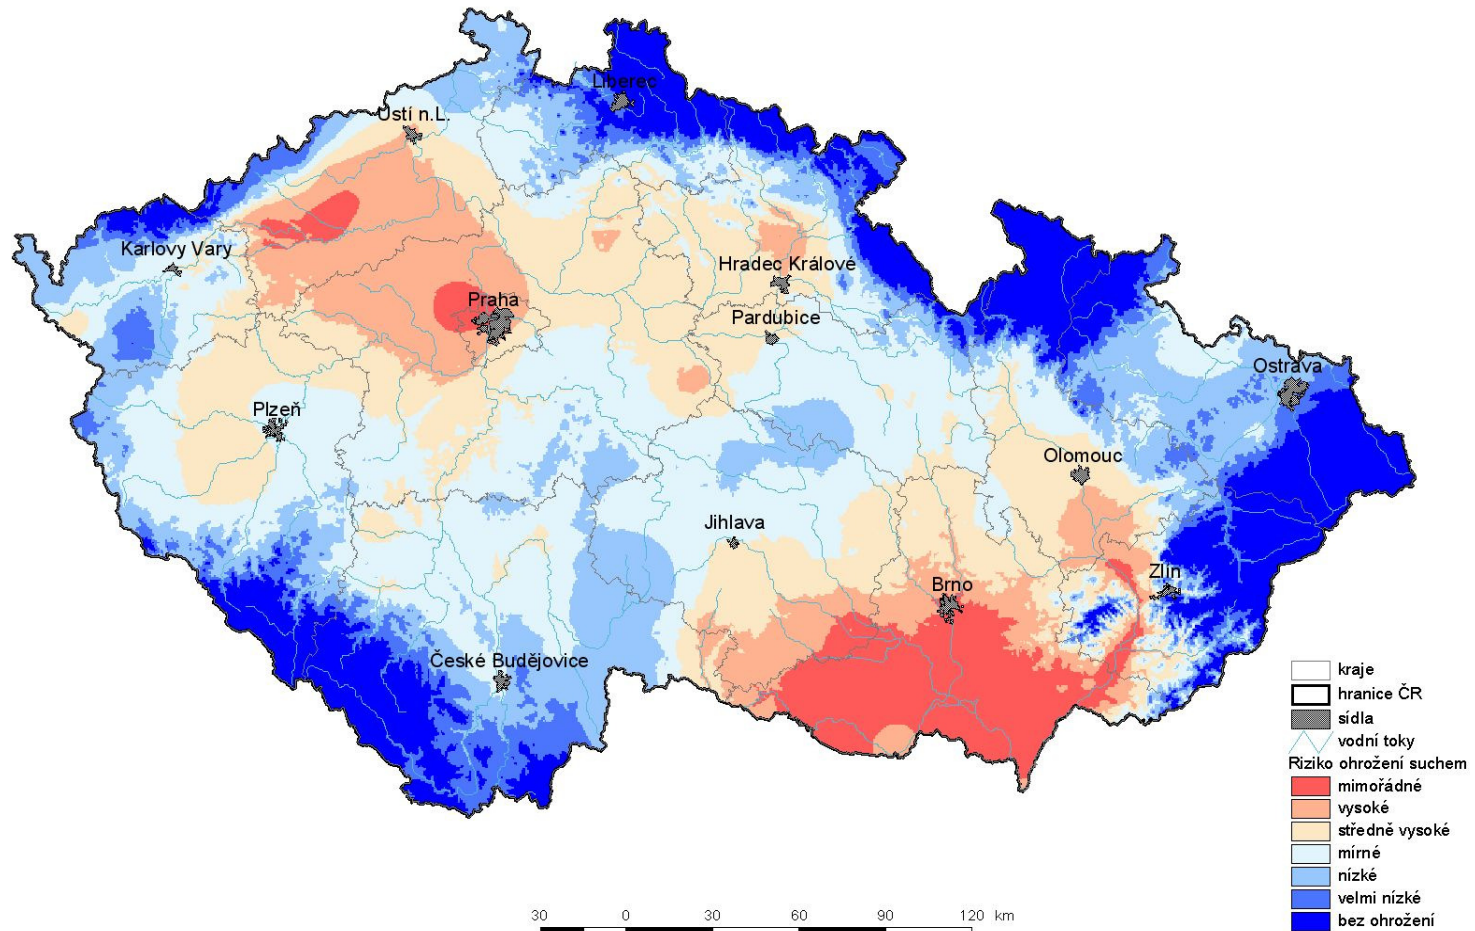 Liberec
Ústí n.L.
Karlovy Vary
Hradec Králové
Praha
Pardubice
Ostrava
Plzeň
Olomouc
Jihlava
Zlín
Brno
České Budějovice
kraje
hranice ČR
sídla
vodní toky
Riziko ohrožení suchem
mimořádné
vysoké
středně vysoké
mírné
nízké
velmi nízké
bez ohrožení
30 0 30 60 90 120 km